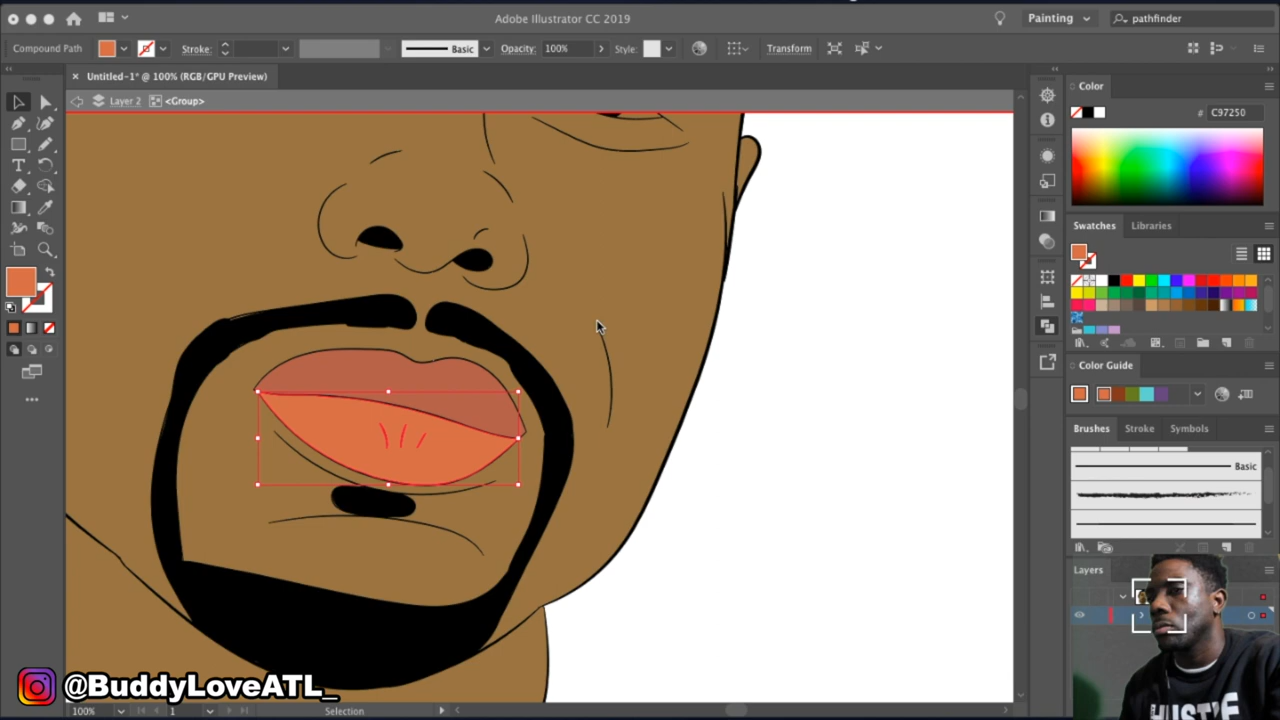 Adobe Illustrator CC 2019
Painting
pathfinder
Compound Path
Stroke:
Basic
Opacity:
100%
Style:
Transform
Untitled-1* @ 100% (RGB/GPU Preview)
Layer 2
<Group>
Color
# C97250
Swatches
Libraries
Color Guide
Brushes
Stroke
Symbols
Basic
Layers
HUSTLE
@BuddyLoveATL_
100%
1
Selection